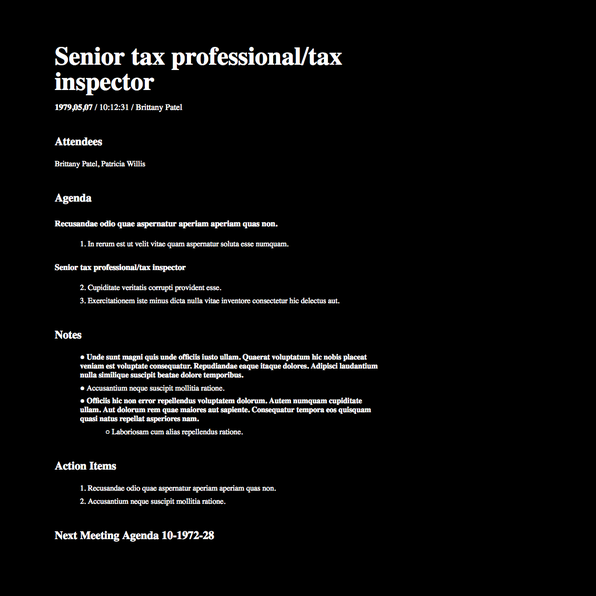 Senior tax professional/tax
inspector
1979,05,07 / 10:12:31 / Brittany Patel
Attendees
Brittany Patel, Patricia Willis
Agenda
Recusandae odio quae aspernatur aperiam aperiam quas non.
1. In rerum est ut velit vitae quam aspernatur soluta esse numquam.
Senior tax professional/tax inspector
2. Cupiditate veritatis corrupti provident esse.
3. Exercitationem iste minus dicta nulla vitae inventore consectetur hic delectus aut.
Notes
● Unde sunt magni quis unde officiis iusto ullam. Quaerat voluptatum hic nobis placeat
veniam est voluptate consequatur. Repudiandae eaque itaque dolores. Adipisci laudantium
nulla similique suscipit beatae dolore temporibus.
● Accusantium neque suscipit mollitia ratione.
● Officiis hic non error repellendus voluptatem dolorum. Autem numquam cupiditate
ullam. Aut dolorum rem quae maiores aut sapiente. Consequatur tempora eos quisquam
quasi natus repellat asperiores nam.
○ Laboriosam cum alias repellendus ratione.
Action Items
1. Recusandae odio quae aspernatur aperiam aperiam quas non.
2. Accusantium neque suscipit mollitia ratione.
Next Meeting Agenda 10-1972-28